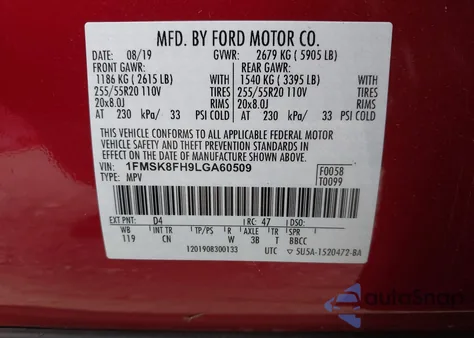 MFD. BY FORD MOTOR CO.
DATE: 08/19 GVWR: 2679 KG ( 5905 LB)
FRONT GAWR: REAR GAWR:
1186 KG ( 2615 LB) WITH 1540 KG ( 3395 LB) WITH
255/55R20 110V TIRES 255/55R20 110V TIRES
20x8.0J RIMS 20x8.0J RIMS
AT 230 kPa/ 33 PSI COLD AT 230 kPa/ 33 PSI COLD
THIS VEHICLE CONFORMS TO ALL APPLICABLE FEDERAL MOTOR
VEHICLE SAFETY AND THEFT PREVENTION STANDARDS IN
EFFECT ON THE DATE OF MANUFACTURE SHOWN ABOVE.
VIN: 1FMSK8FH9LGA60509 F0058
TYPE: MPV T0099
EXT PNT: D4 RC: 47 DSO:
WB INT TR TP/PS R AXLE TR SPR
119 CN W 3B T BBCC
1201908300133 UTC 5U5A-1520472-BA
AutoSnap